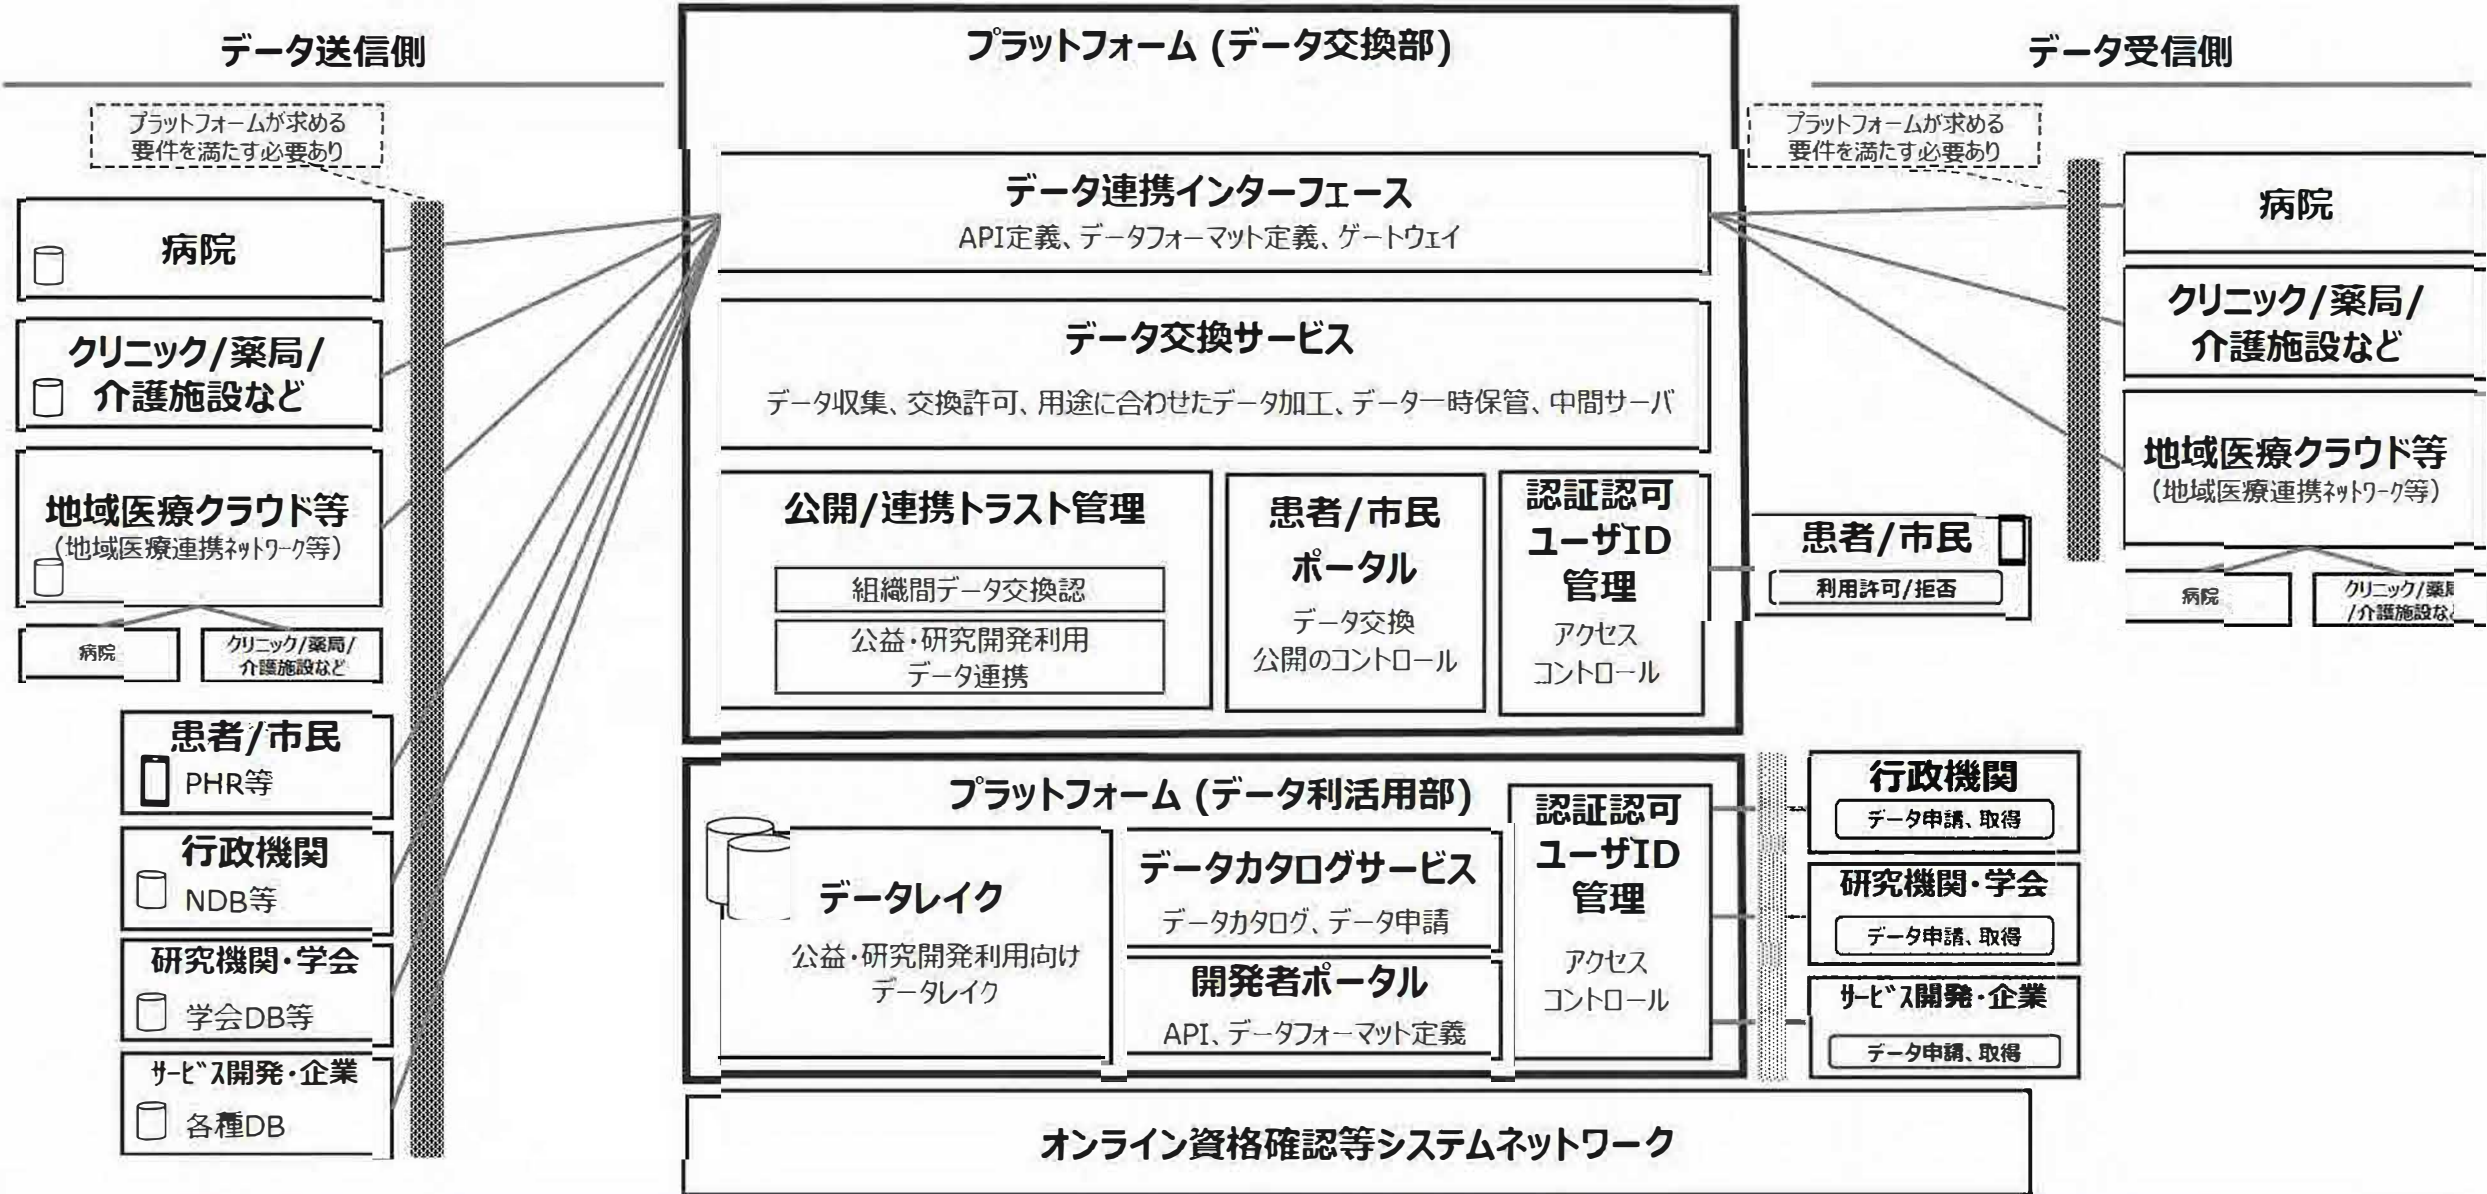 データ送信側
プラットフォームが求める
要件を満たす必要あり
病院
クリニック/薬局/
介護施設など
地域医療クラウド等
(地域医療連携ネットワーク等)
病院
クリニック/薬局/
介護施設など
患者/市民
PHR等
行政機関
NDB等
研究機関・学会
学会DB等
サービス開発・企業
各種DB
プラットフォーム (データ交換部)
データ連携インターフェース
API定義、データフォーマット定義、ゲートウェイ
データ交換サービス
データ収集、交換許可、用途に合わせたデータ加工、データ一時保管、中間サーバ
公開/連携トラスト管理
組織間データ交換認
公益・研究開発利用
データ連携
患者/市民
ポータル
データ交換
公開のコントロール
認証認可
ユーザID
管理
アクセス
コントロール
プラットフォーム (データ利活用部)
データレイク
公益・研究開発利用向け
データレイク
データカタログサービス
データカタログ、データ申請
開発者ポータル
API、データフォーマット定義
認証認可
ユーザID
管理
アクセス
コントロール
オンライン資格確認等システムネットワーク
データ受信側
プラットフォームが求める
要件を満たす必要あり
病院
クリニック/薬局/
介護施設など
地域医療クラウド等
(地域医療連携ネットワーク等)
病院
クリニック/薬局
/介護施設など
患者/市民
利用許可/拒否
行政機関
データ申請、取得
研究機関・学会
データ申請、取得
サービス開発・企業
データ申請、取得